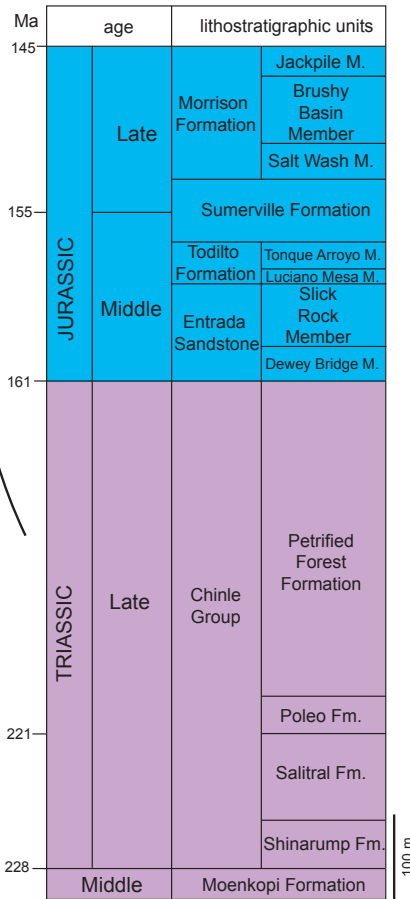 Ma
age
lithostratigraphic units
145
Jackpile M.
Morrison
Formation
Brushy
Basin
Member
Late
Salt Wash M.
155
Sumerville Formation
JURASSIC
Middle
Todilto
Formation
Tonque Arroyo M.
Luciano Mesa M.
Entrada
Sandstone
Slick
Rock
Member
Dewey Bridge M.
161
TRIASSIC
Late
Chinle
Group
Petrified
Forest
Formation
Poleo Fm.
221
Salitral Fm.
Shinarump Fm.
100 m
228
Middle
Moenkopi Formation